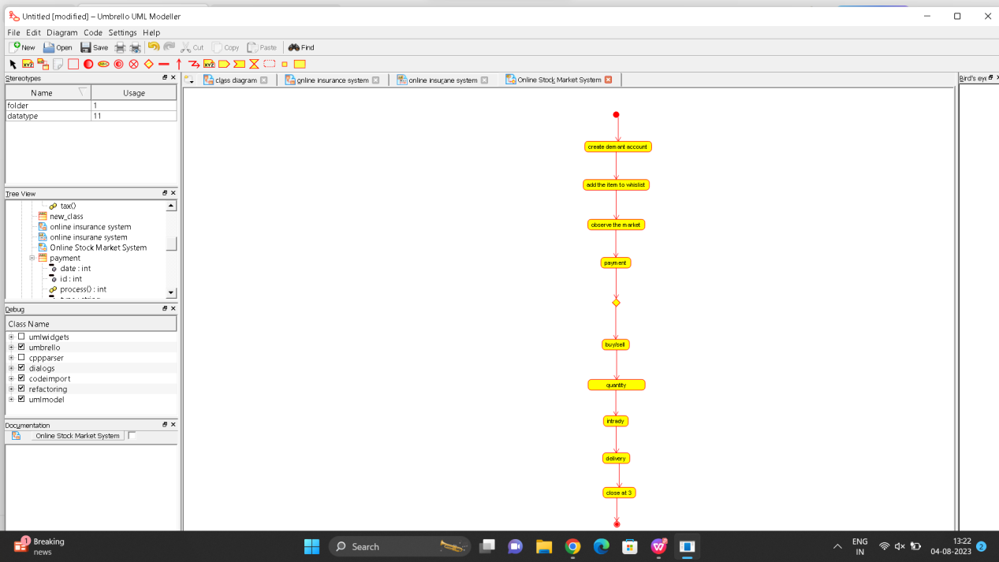 Untitled [modified] – Umbrello UML Modeller
File Edit Diagram Code Settings Help
New Open Save Cut Copy Paste Find
Stereotypes
Name Usage
folder 1
datatype 11
Tree View
tax()
new_class
online insurance system
online insurane system
Online Stock Market System
payment
date : int
id : int
process() : int
Debug
Class Name
umlwidgets
umbrello
cppparser
dialogs
codeimport
refactoring
umlmodel
Documentation
Online Stock Market System
class diagram
online insurance system
online insurane system
Online Stock Market System
create demant account
add the item to whislist
observe the market
payment
buy/sell
quantity
intrady
delivery
close at 3
Bird's eye
1
Breaking
news
Search
ENG
IN
13:22
04-08-2023
2